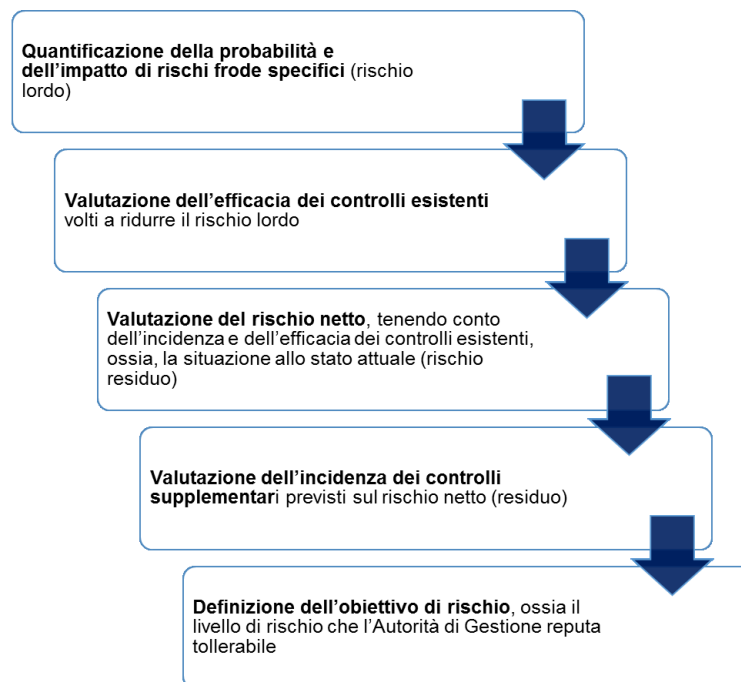 Quantificazione della probabilità e
dell’impatto di rischi frode specifici (rischio
lordo)
Valutazione dell’efficacia dei controlli esistenti
volti a ridurre il rischio lordo
Valutazione del rischio netto, tenendo conto
dell’incidenza e dell’efficacia dei controlli esistenti,
ossia, la situazione allo stato attuale (rischio
residuo)
Valutazione dell’incidenza dei controlli
supplementari previsti sul rischio netto (residuo)
Definizione dell’obiettivo di rischio, ossia il
livello di rischio che l’Autorità di Gestione reputa
tollerabile